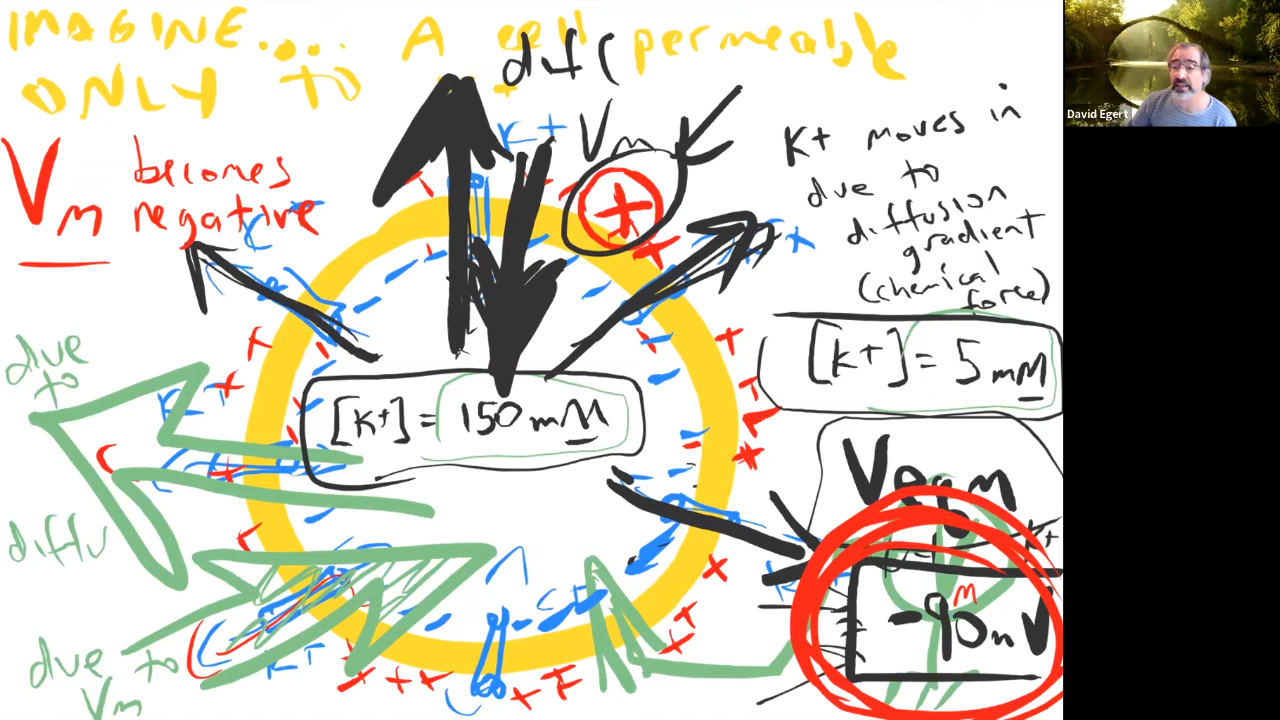 IMAGINE.... A cell permeable
ONLY to
diff
K+ Vm
Vm becomes
negative
+
K+ moves in
due to
diffusion
gradient
(chemical
force)
[K+] = 5 mM
[K+] = 150 mM
due
to
diffu
due to
Vm
K+
Veqm
K+
-90mV
David Egert